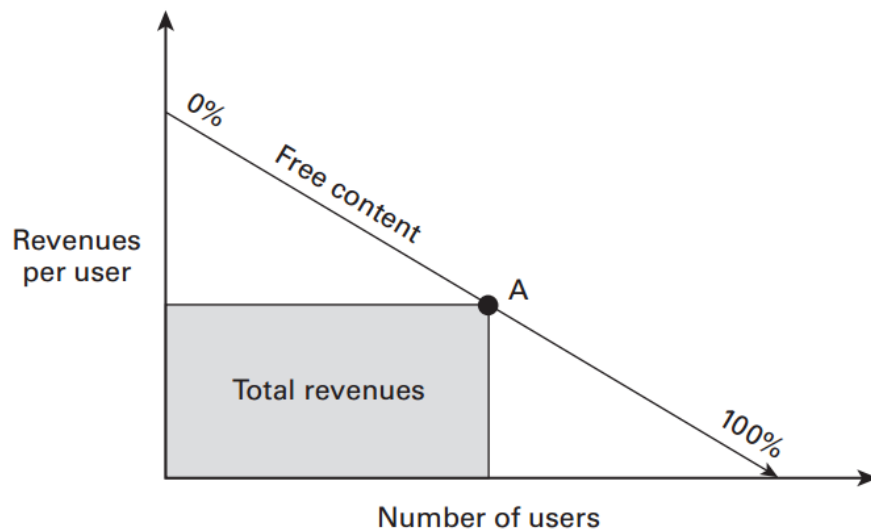 0%
Free content
Revenues
per user
A
Total revenues
100%
Number of users